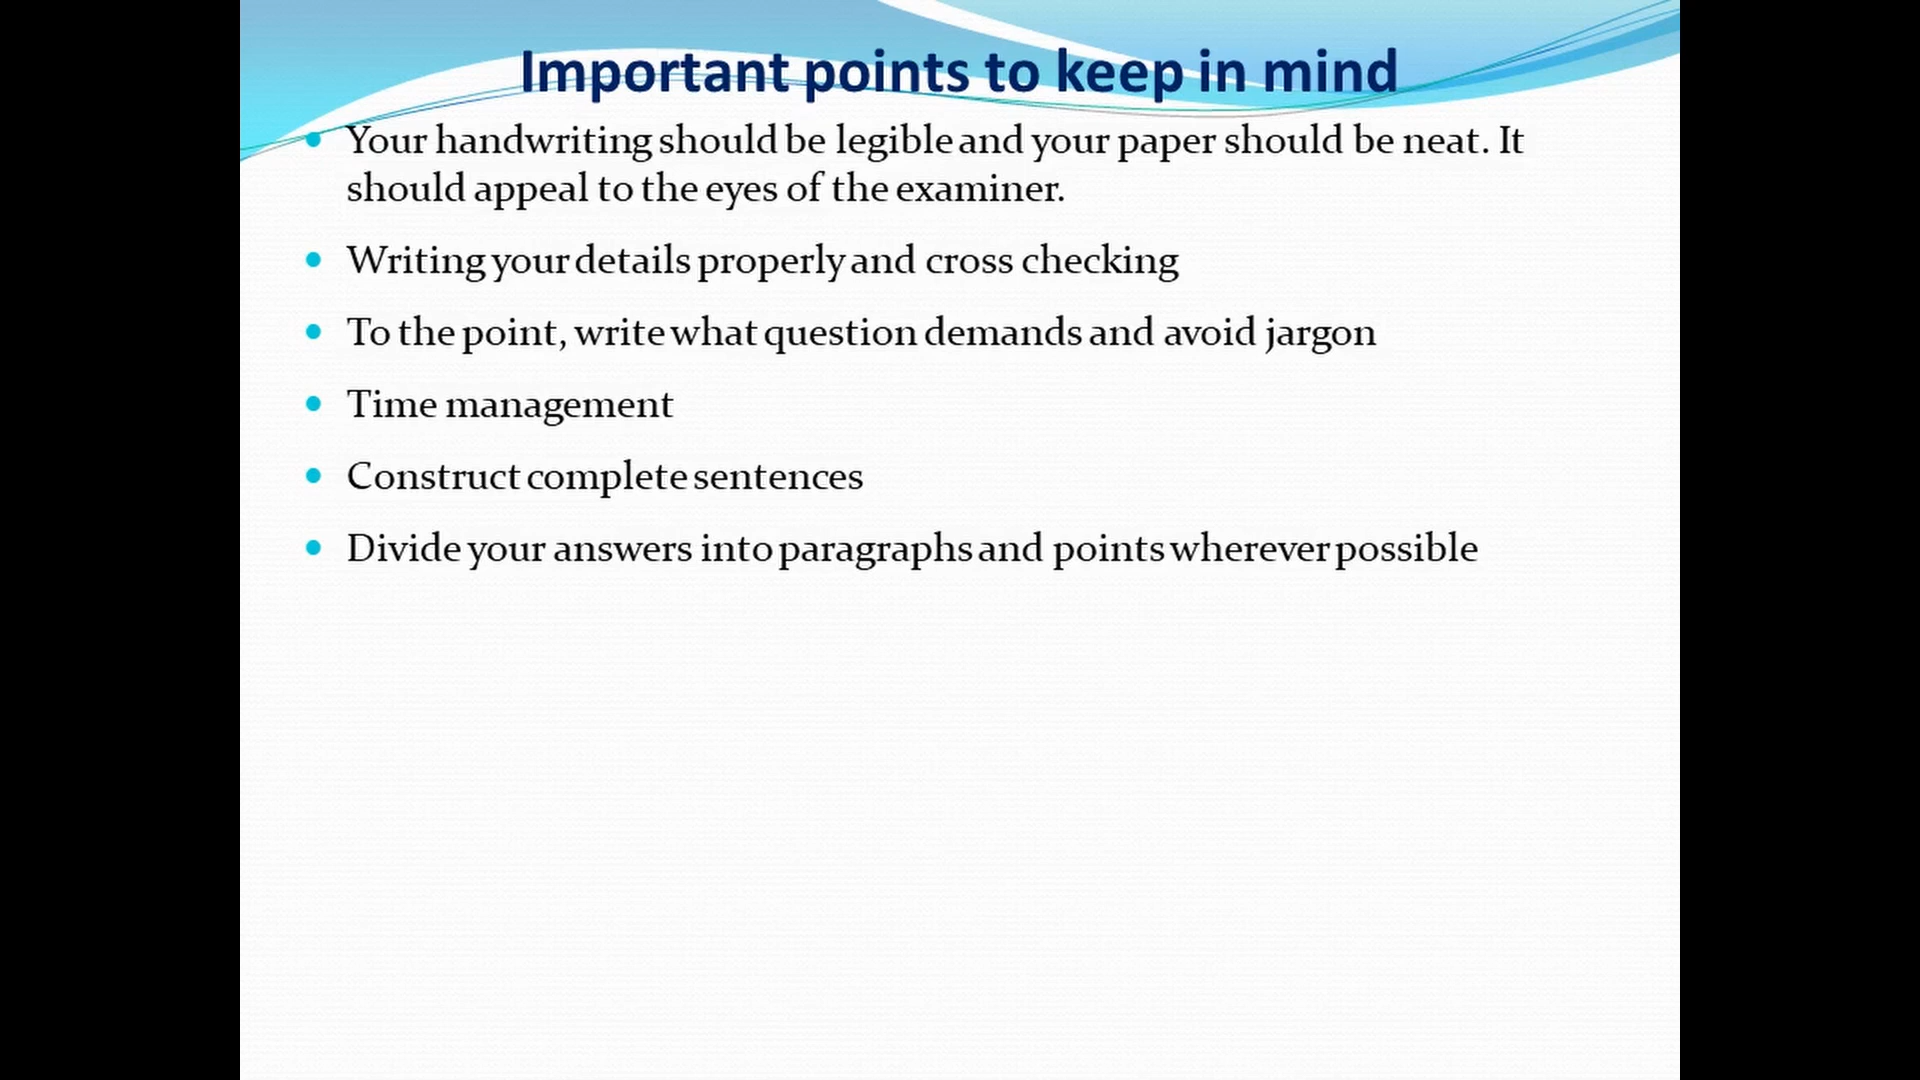 Important points to keep in mind
Your handwriting should be legible and your paper should be neat. It
should appeal to the eyes of the examiner.
Writing your details properly and cross checking
To the point, write what question demands and avoid jargon
Time management
Construct complete sentences
Divide your answers into paragraphs and points wherever possible